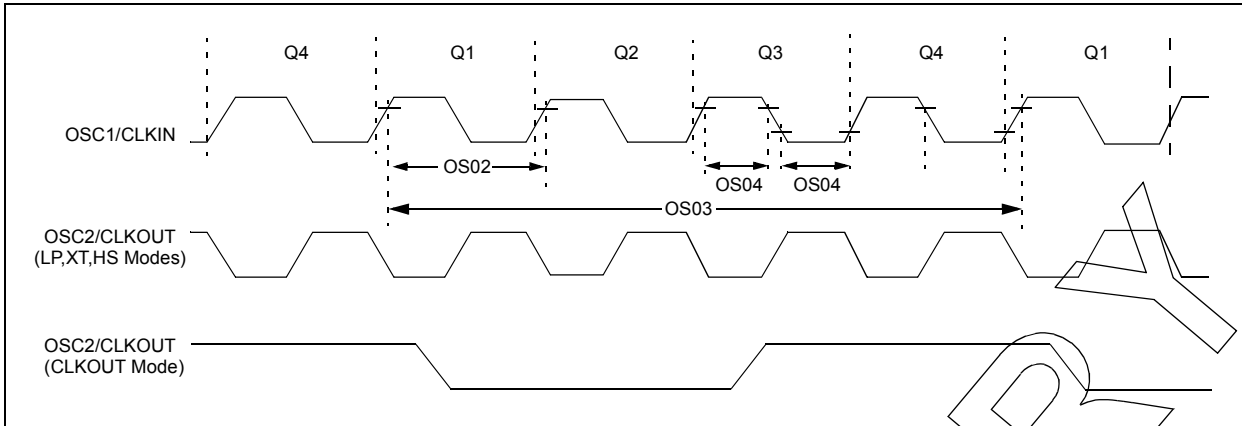 Q4 Q1 Q2 Q3 Q4 Q1
OSC1/CLKIN
OS02
OS04 OS04
OS03
OSC2/CLKOUT
(LP,XT,HS Modes)
OSC2/CLKOUT
(CLKOUT Mode)
R Y